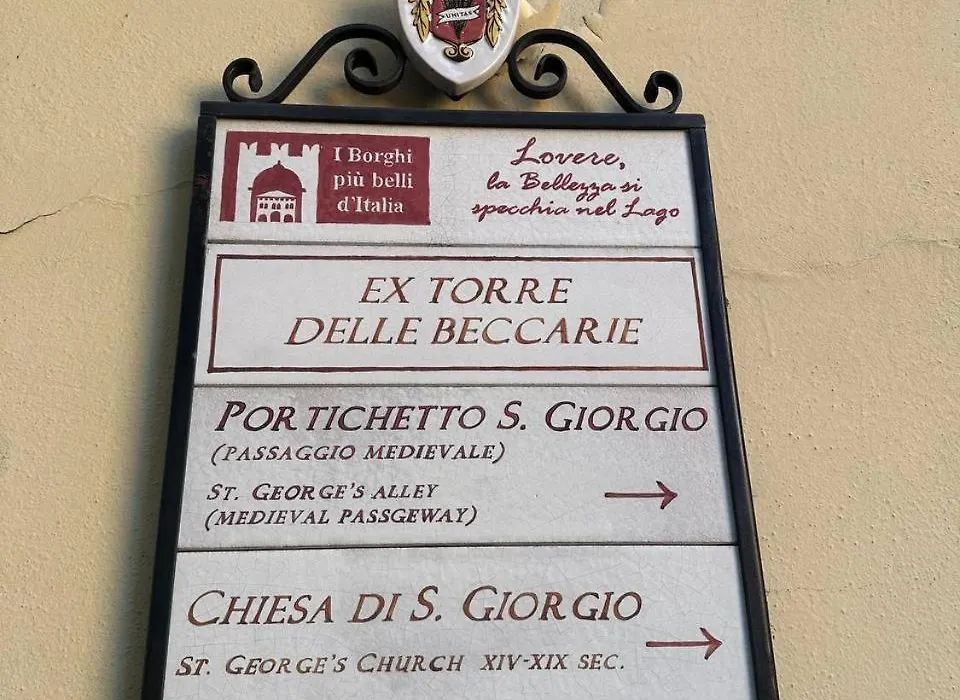 UNITAS
I Borghi
più belli
d'Italia
Lovere,
la Bellezza si
specchia nel Lago
EX TORRE
DELLE BECCARIE
PORTICHETTO S. GIORGIO
(PASSAGGIO MEDIEVALE)
ST. GEORGE'S ALLEY
(MEDIEVAL PASSGEWAY)
CHIESA DI S. GIORGIO
ST. GEORGE'S CHURCH XIV-XIX SEC.